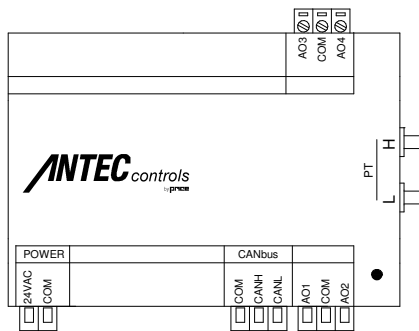 AO3
COM
AO4
H
PT
L
ANTEC controls
by price
POWER
CANbus
24VAC
COM
COM
CANH
CANL
AO1
COM
AO2